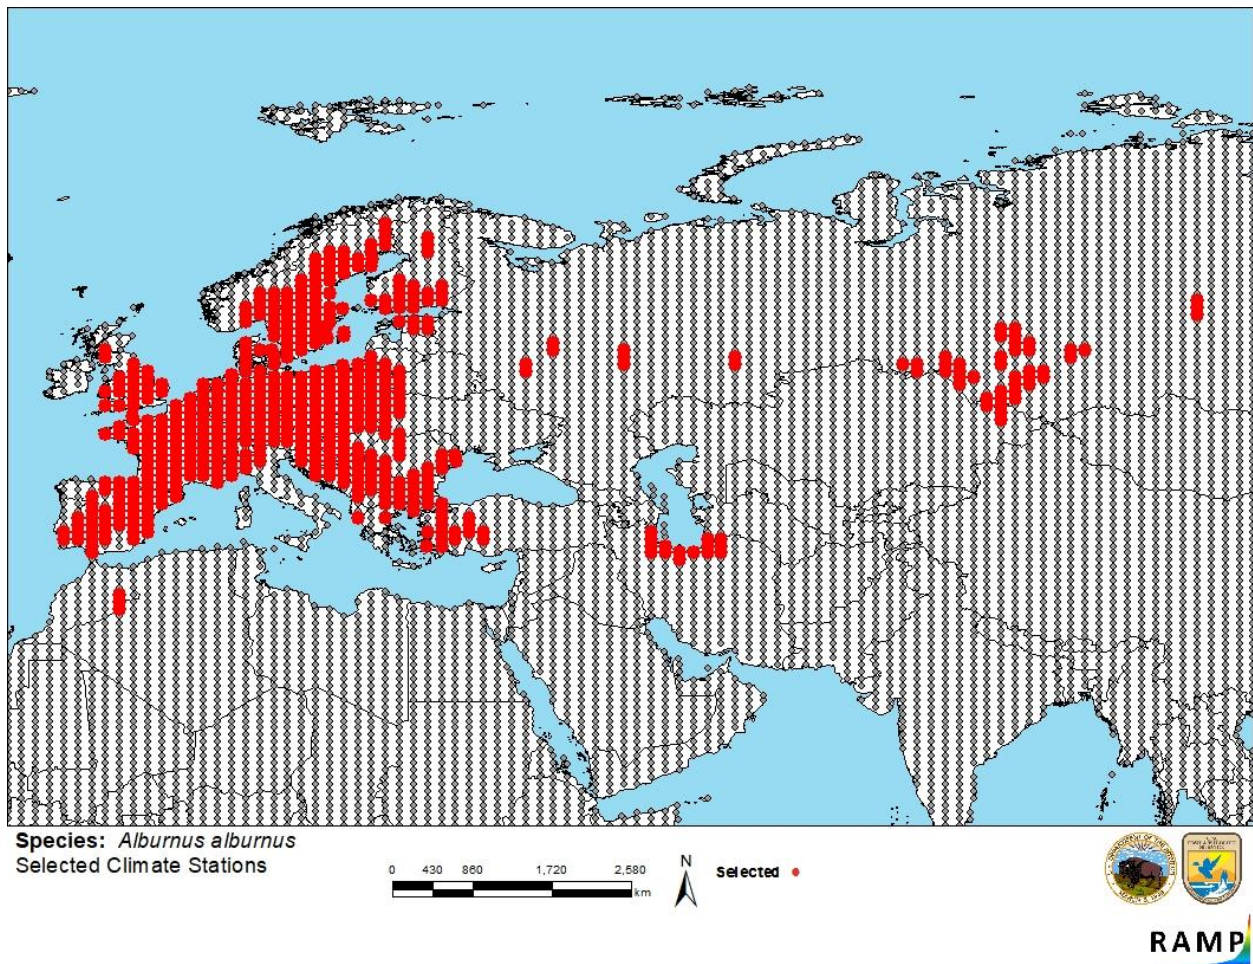 Species: Alburnus alburnus
Selected Climate Stations
0 430 860 1,720 2,580
km
N
Selected
RAMP